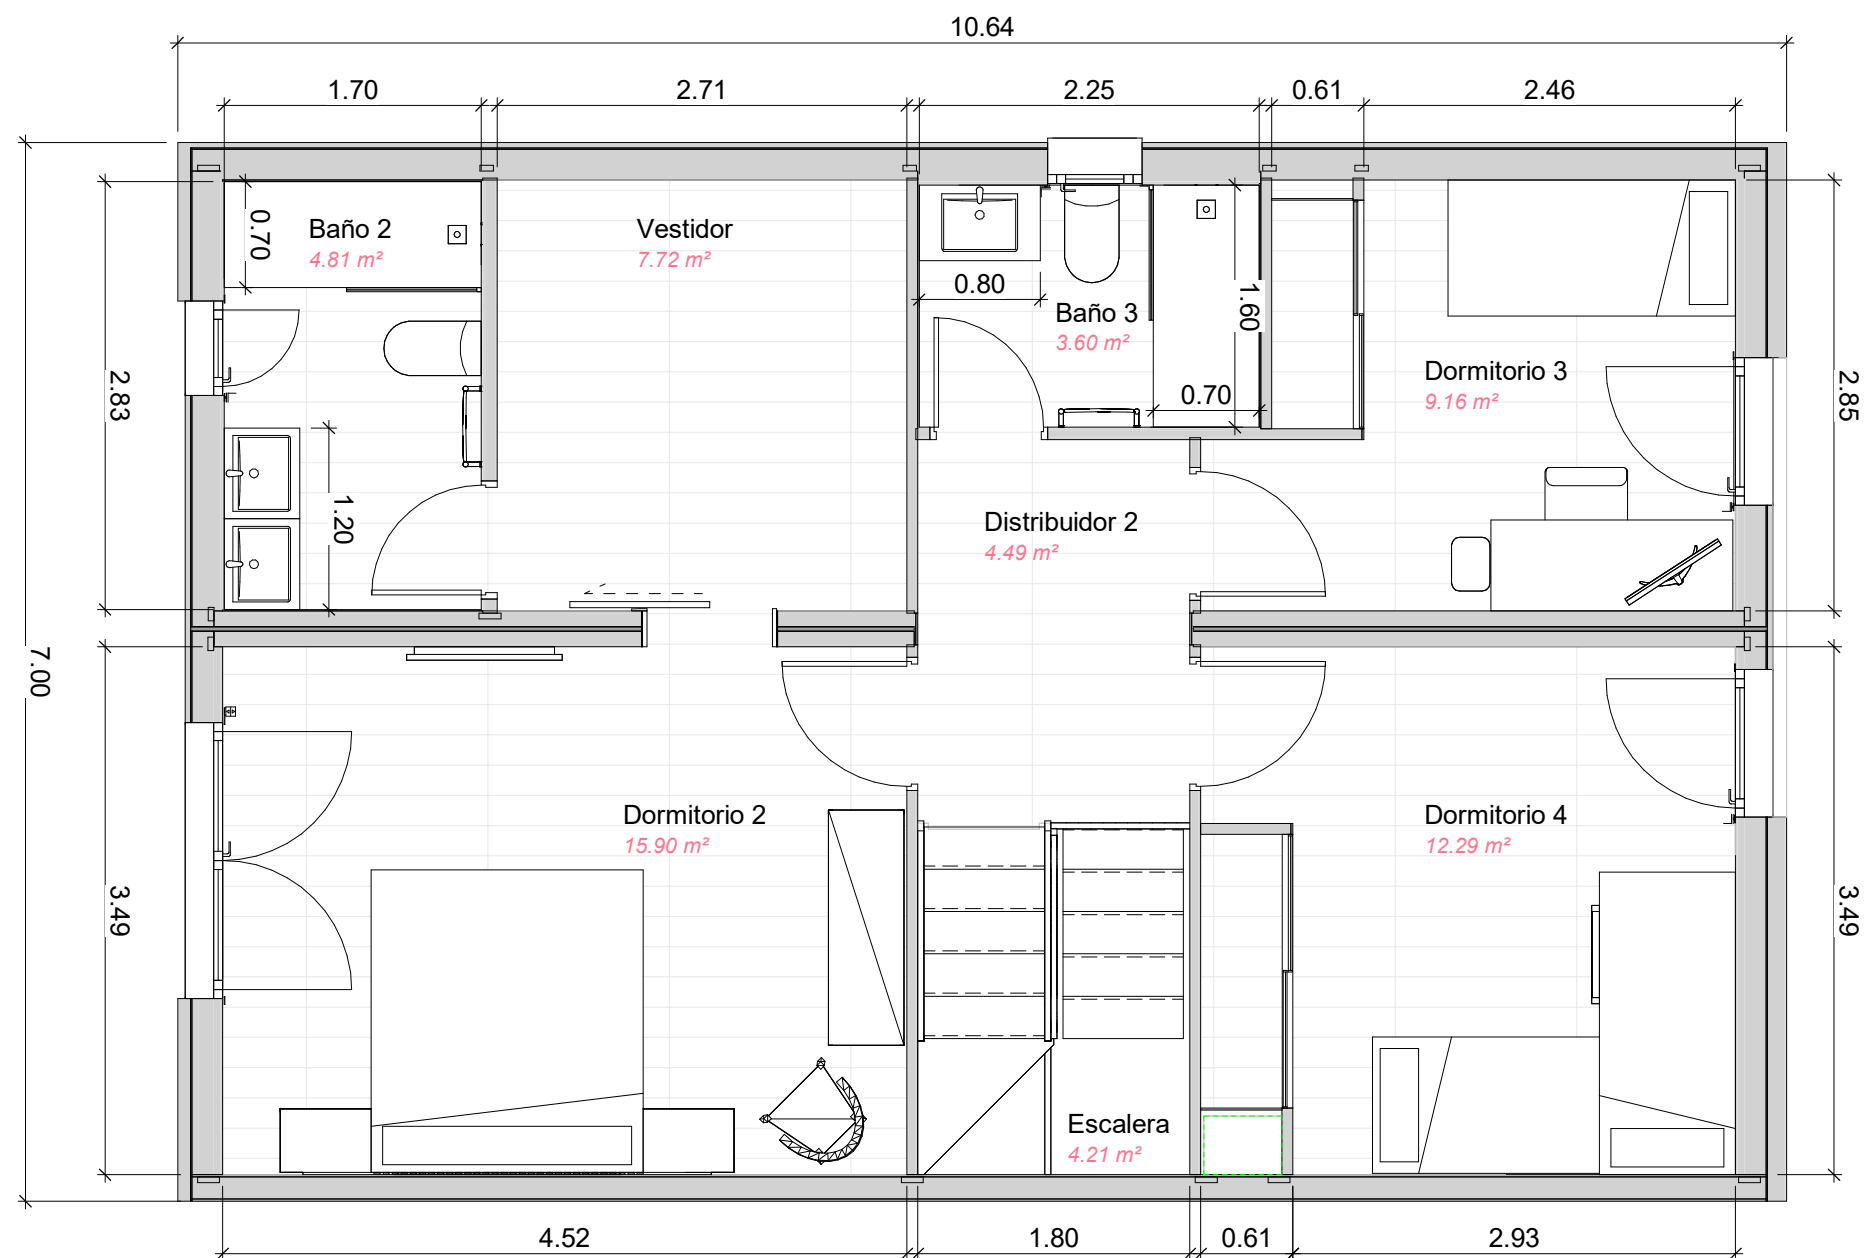 10.64
1.70
2.71
2.25
0.61
2.46
Baño 2
4.81 m²
0.70
Vestidor
7.72 m²
0.80
Baño 3
3.60 m²
1.60
0.70
Dormitorio 3
9.16 m²
2.83
2.85
1.20
Distribuidor 2
4.49 m²
7.00
Dormitorio 2
15.90 m²
Dormitorio 4
12.29 m²
3.49
3.49
Escalera
4.21 m²
4.52
1.80
0.61
2.93